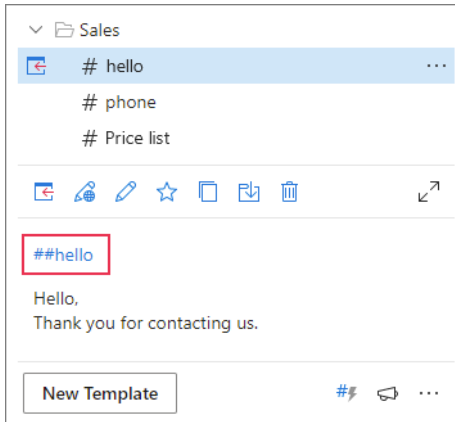 Sales
# hello
# phone
# Price list
##hello
Hello,
Thank you for contacting us.
New Template
#